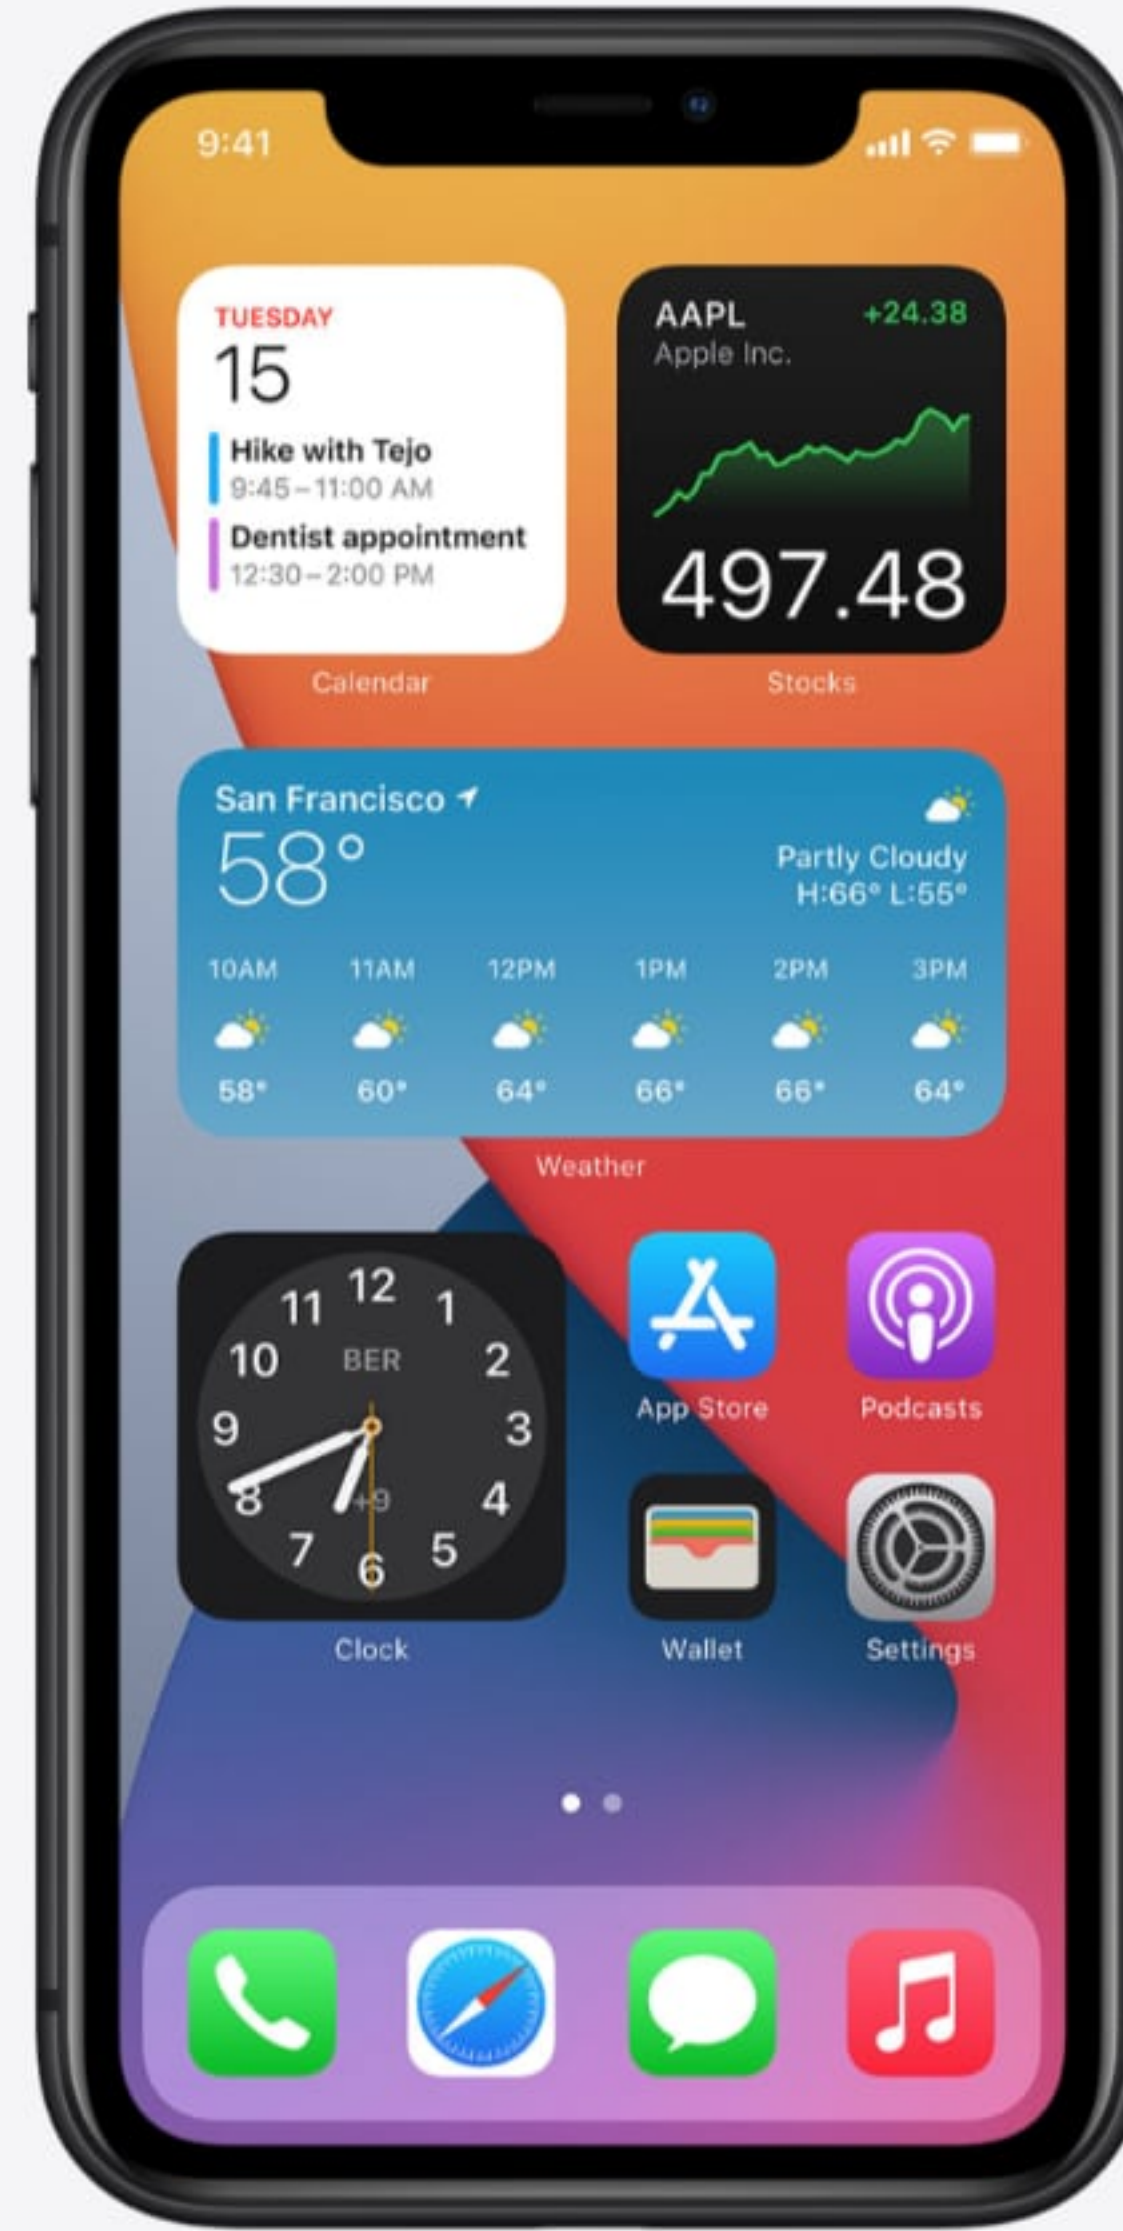 9:41
TUESDAY
15
Hike with Tejo
9:45–11:00 AM
Dentist appointment
12:30–2:00 PM
Calendar
AAPL +24.38
Apple Inc.
497.48
Stocks
San Francisco
58°
Partly Cloudy
H:66° L:55°
10AM 11AM 12PM 1PM 2PM 3PM
58° 60° 64° 66° 66° 64°
Weather
12
11 1
10 BER 2
9 3
8 +9 4
7 5
6
Clock
App Store
Podcasts
Wallet
Settings